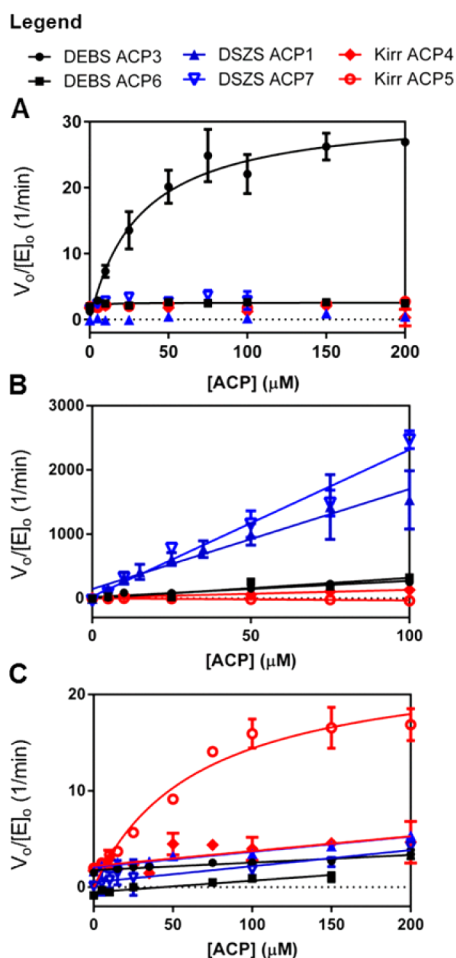 Legend
DEBS ACP3 DSZS ACP1 Kirr ACP4
DEBS ACP6 DSZS ACP7 Kirr ACP5
A
30
20
10
0
V₀/[E]₀ (1/min)
0 50 100 150 200
[ACP] (μM)
B
3000
2000
1000
0
V₀/[E]₀ (1/min)
0 50 100
[ACP] (μM)
C
20
10
0
V₀/[E]₀ (1/min)
0 50 100 150 200
[ACP] (μM)